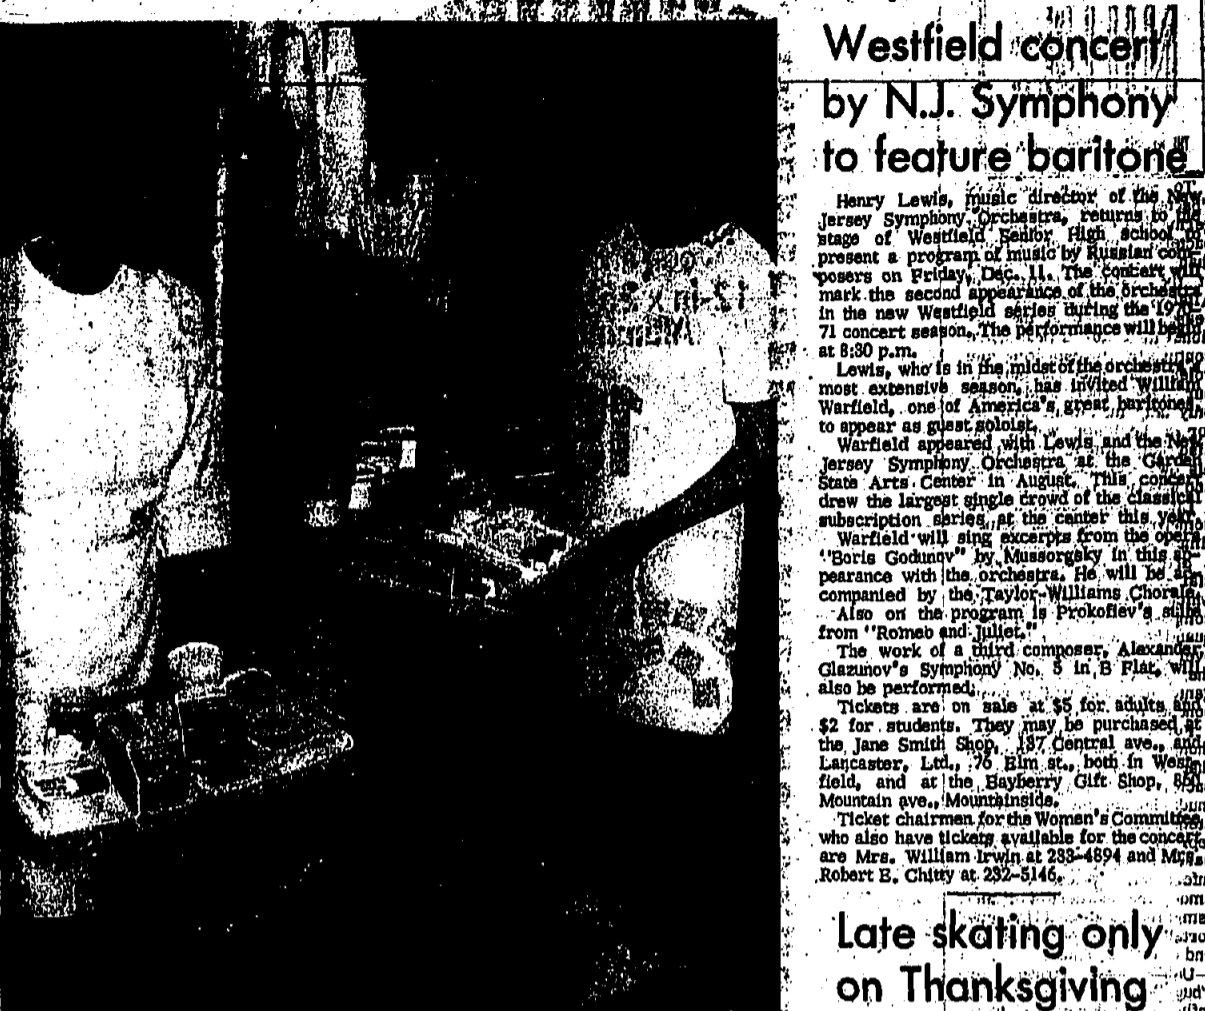 Westfield concert
by N.J. Symphony
to feature baritone
Henry Lewis, music director of the New
Jersey Symphony Orchestra, returns to the
stage of Westfield Senior High school to
present a program of music by Russian com-
posers on Friday, Dec. 11. The concert will
mark the second appearance of the orchestra
in the new Westfield series during the 1970-
71 concert season. The performance will begin
at 8:30 p.m.
Lewis, who is in the midst of the orchestra's
most extensive season, has invited William
Warfield, one of America's great baritones,
to appear as guest soloist.
Warfield appeared with Lewis and the New
Jersey Symphony Orchestra at the Garden
State Arts Center in August. This concert
drew the largest single crowd of the classical
subscription series at the center this year.
Warfield will sing excerpts from the opera
"Boris Godunov" by Mussorgsky in this ap-
pearance with the orchestra. He will be ac-
companied by the Taylor-Williams Chorale.
Also on the program is Prokofiev's suite
from "Romeo and Juliet."
The work of a third composer, Alexander
Glazunov's Symphony No. 5 in B Flat, will
also be performed.
Tickets are on sale at $5 for adults and
$2 for students. They may be purchased at
the Jane Smith Shop, 137 Central ave., and
Lancaster, Ltd., 76 Elm st., both in West-
field, and at the Bayberry Gift Shop, 860
Mountain ave., Mountainside.
Ticket chairmen for the Women's Committee,
who also have tickets available for the concert,
are Mrs. William Irwin at 233-4894 and Mrs.
Robert E. Chitty at 232-5146.
Late skating only
on Thanksgiving